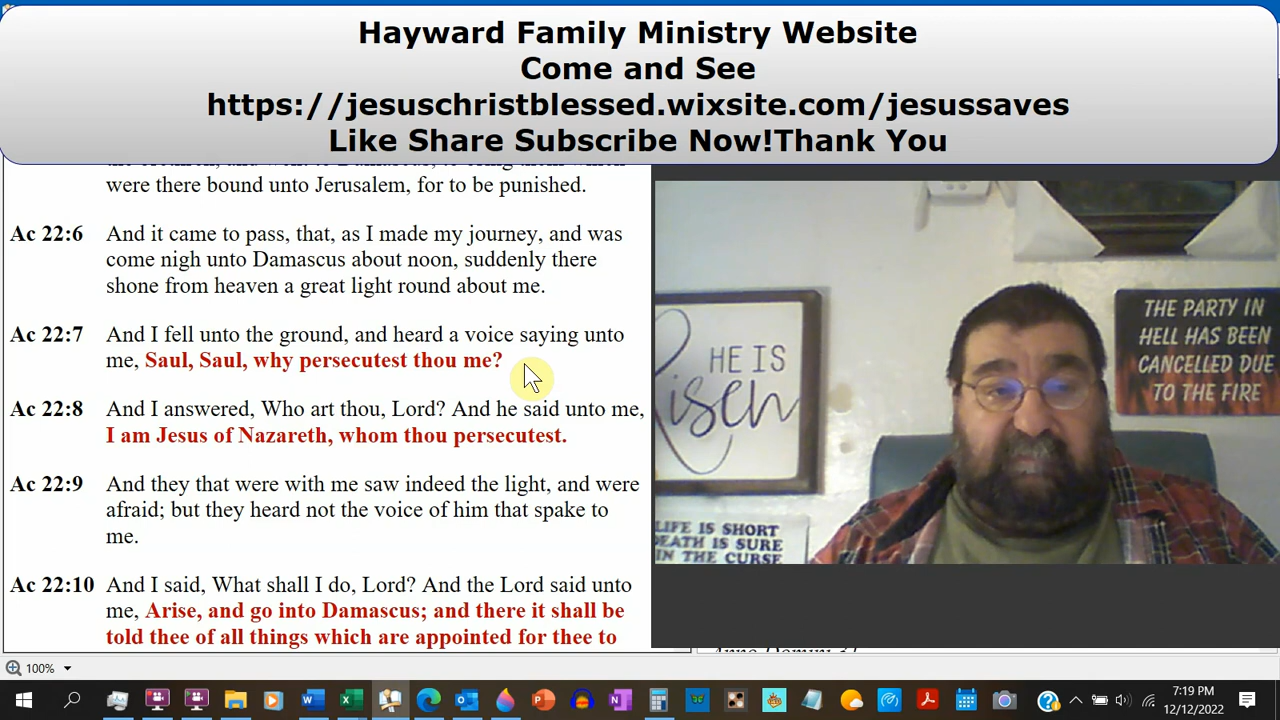 Hayward Family Ministry Website
Come and See
https://jesuschristblessed.wixsite.com/jesussaves
Like Share Subscribe Now!Thank You
were there bound unto Jerusalem, for to be punished.
Ac 22:6 And it came to pass, that, as I made my journey, and was
come nigh unto Damascus about noon, suddenly there
shone from heaven a great light round about me.
Ac 22:7 And I fell unto the ground, and heard a voice saying unto
me, Saul, Saul, why persecutest thou me?
Ac 22:8 And I answered, Who art thou, Lord? And he said unto me,
I am Jesus of Nazareth, whom thou persecutest.
Ac 22:9 And they that were with me saw indeed the light, and were
afraid; but they heard not the voice of him that spake to
me.
Ac 22:10 And I said, What shall I do, Lord? And the Lord said unto
me, Arise, and go into Damascus; and there it shall be
told thee of all things which are appointed for thee to
HE IS
Risen
THE PARTY IN
HELL HAS BEEN
CANCELLED DUE
TO THE FIRE
LIFE IS SHORT
DEATH IS SURE
IN THE CURSE
100%
7:19 PM
12/12/2022